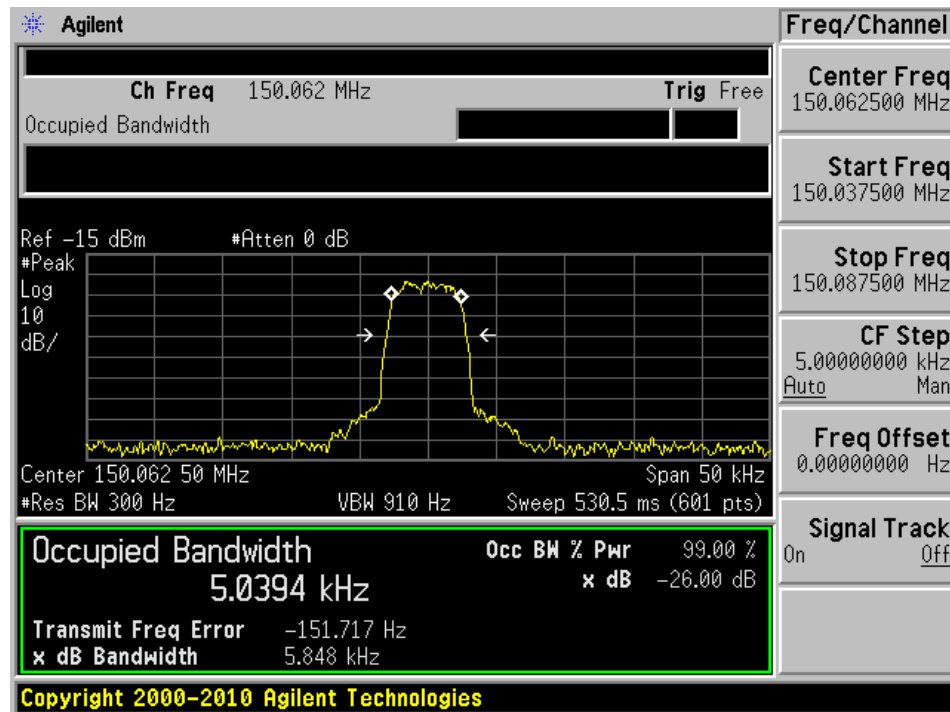 Agilent
Freq/Channel
Ch Freq 150.062 MHz Trig Free
Occupied Bandwidth
Center Freq
150.062500 MHz
Start Freq
150.037500 MHz
Stop Freq
150.087500 MHz
CF Step
5.00000000 kHz
Auto Man
Freq Offset
0.00000000 Hz
Signal Track
On Off
Ref -15 dBm #Atten 0 dB
#Peak
Log
10
dB/
Center 150.062 50 MHz Span 50 kHz
#Res BW 300 Hz VBW 910 Hz Sweep 530.5 ms (601 pts)
Occupied Bandwidth Occ BW % Pwr 99.00 %
5.0394 kHz x dB -26.00 dB
Transmit Freq Error -151.717 Hz
x dB Bandwidth 5.848 kHz
Copyright 2000-2010 Agilent Technologies